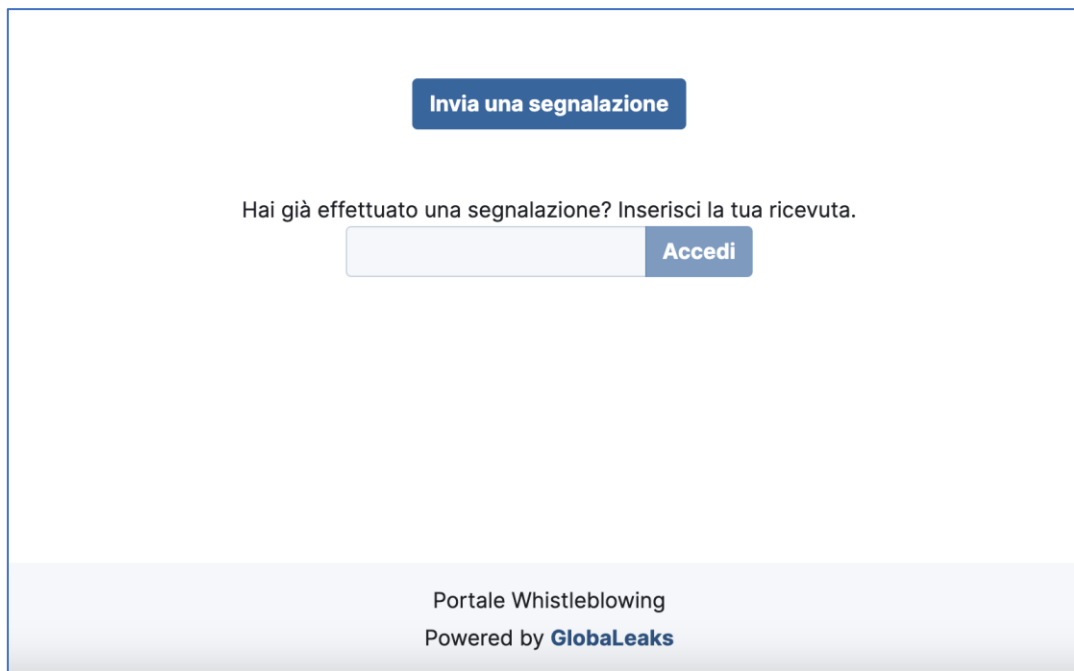 Invia una segnalazione
Hai già effettuato una segnalazione? Inserisci la tua ricevuta.
Accedi
Portale Whistleblowing
Powered by GlobaLeaks